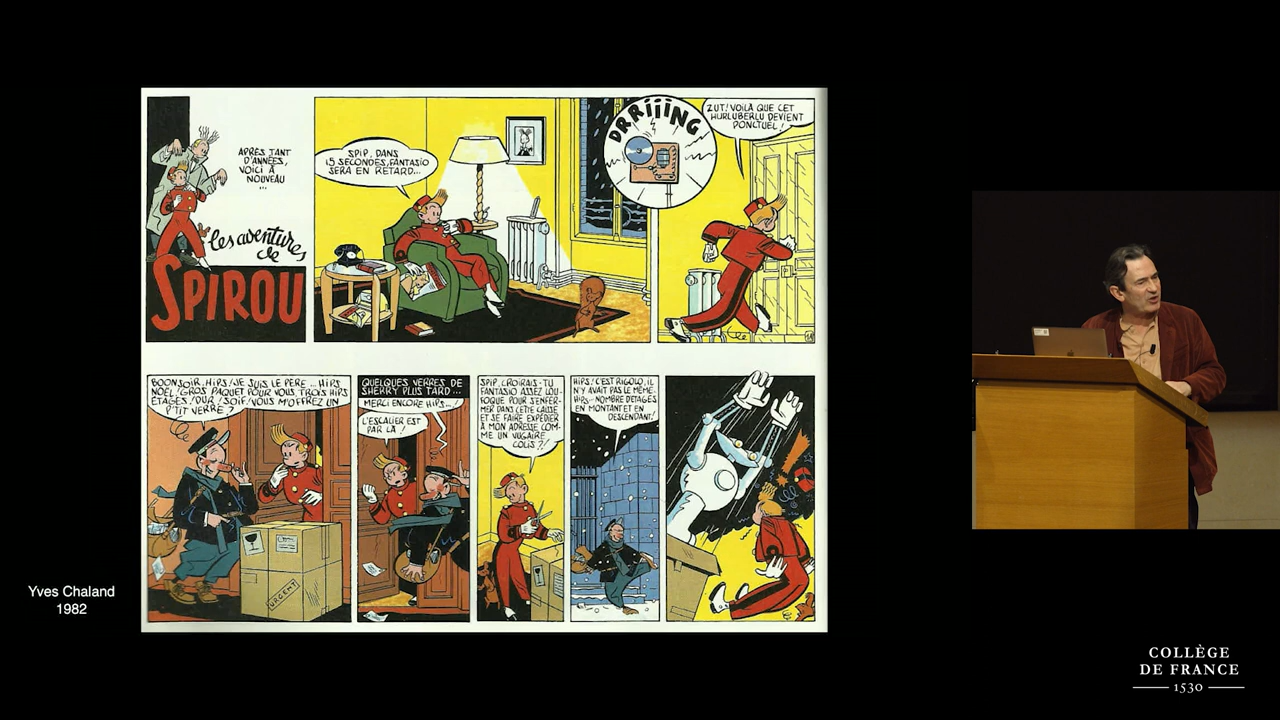 APRÈS TANT
D'ANNÉES,
VOICI À
NOUVEAU
...
les aventures
de
SPIROU
SPIP, DANS
15 SECONDES, FANTASIO
SERA EN RETARD...
DRRIIING
ZUT! VOILÀ QUE CET
HURLUBERLU DEVIENT
PONCTUEL!
BOONSOIR, HIPS! JE SUIS LE PÈRE... HIPS
NOËL! GROS PAQUET POUR VOUS, TROIS HIPS
ÉTAGES! OUF! SOIF! VOUS M'OFFREZ UN
P'TIT VERRE?
URGENT
QUELQUES VERRES DE
SHERRY PLUS TARD...
MERCI ENCORE HIPS...!
L'ESCALIER EST
PAR LÀ!
SPIP, CROIRAIS-TU
FANTASIO ASSEZ LOU-
FOQUE POUR S'ENFER-
MER DANS CETTE CAISSE
ET SE FAIRE EXPÉDIER
À MON ADRESSE COM-
ME UN VULGAIRE
COLIS?!
HIPS! C'EST RIGOLO, IL
N'Y AVAIT PAS LE MÊME-
HIPS-NOMBRE D'ÉTAGES
EN MONTANT ET EN
DESCENDANT!
Yves Chaland
1982
COLLÈGE
DE FRANCE
1530